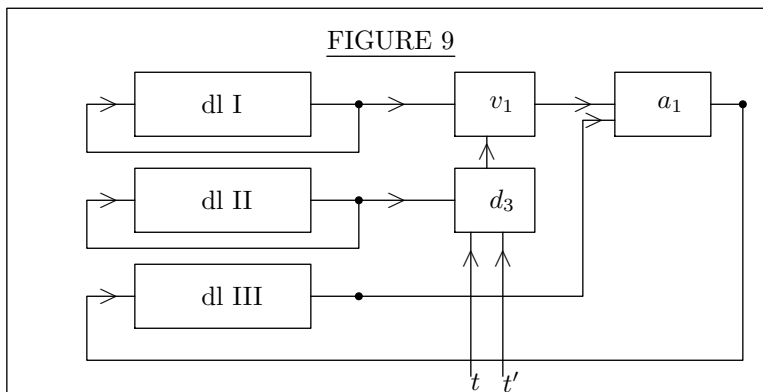 FIGURE 9
dl I v₁ a₁
dl II d₃
dl III
t t′